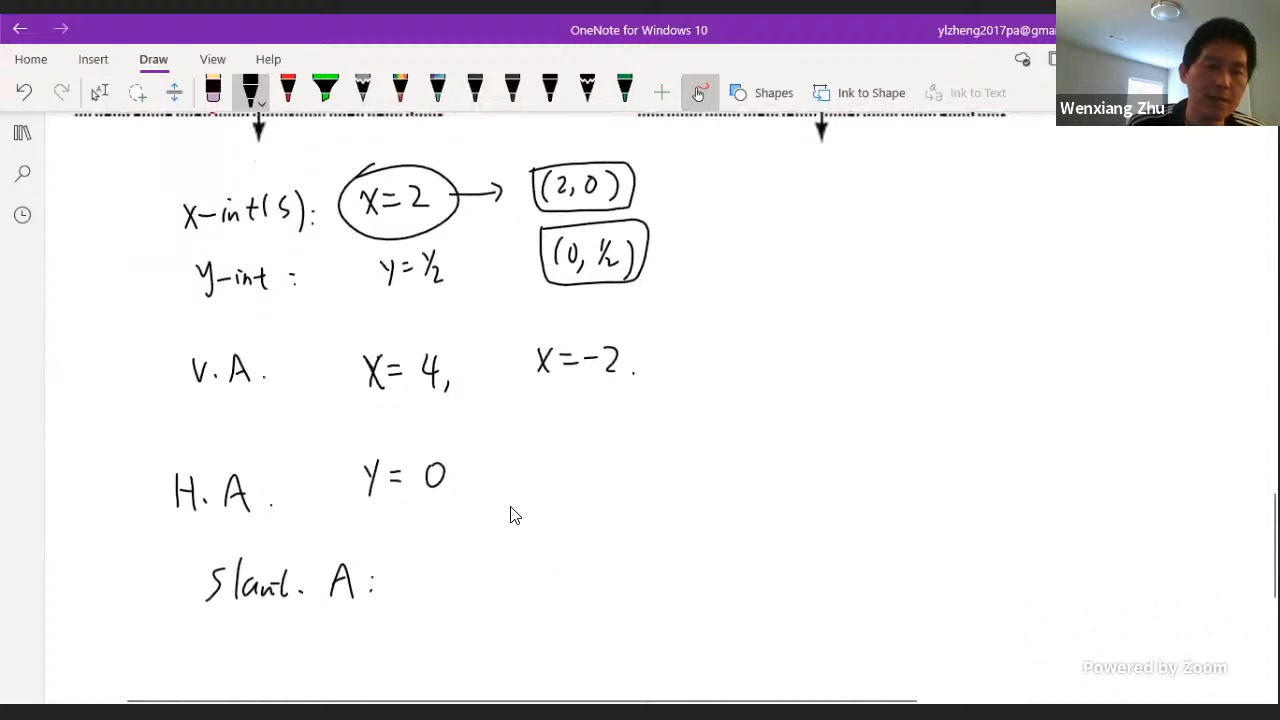 OneNote for Windows 10
ylzheng2017pa@gma
Home Insert Draw View Help
Shapes Ink to Shape Ink to Text
Wenxiang Zhu
x-int(s): x=2 → (2, 0)
y-int : y=1/2 (0, 1/2)
V.A. x= 4, x=-2.
H.A. y= 0
Slant. A:
Powered by Zoom